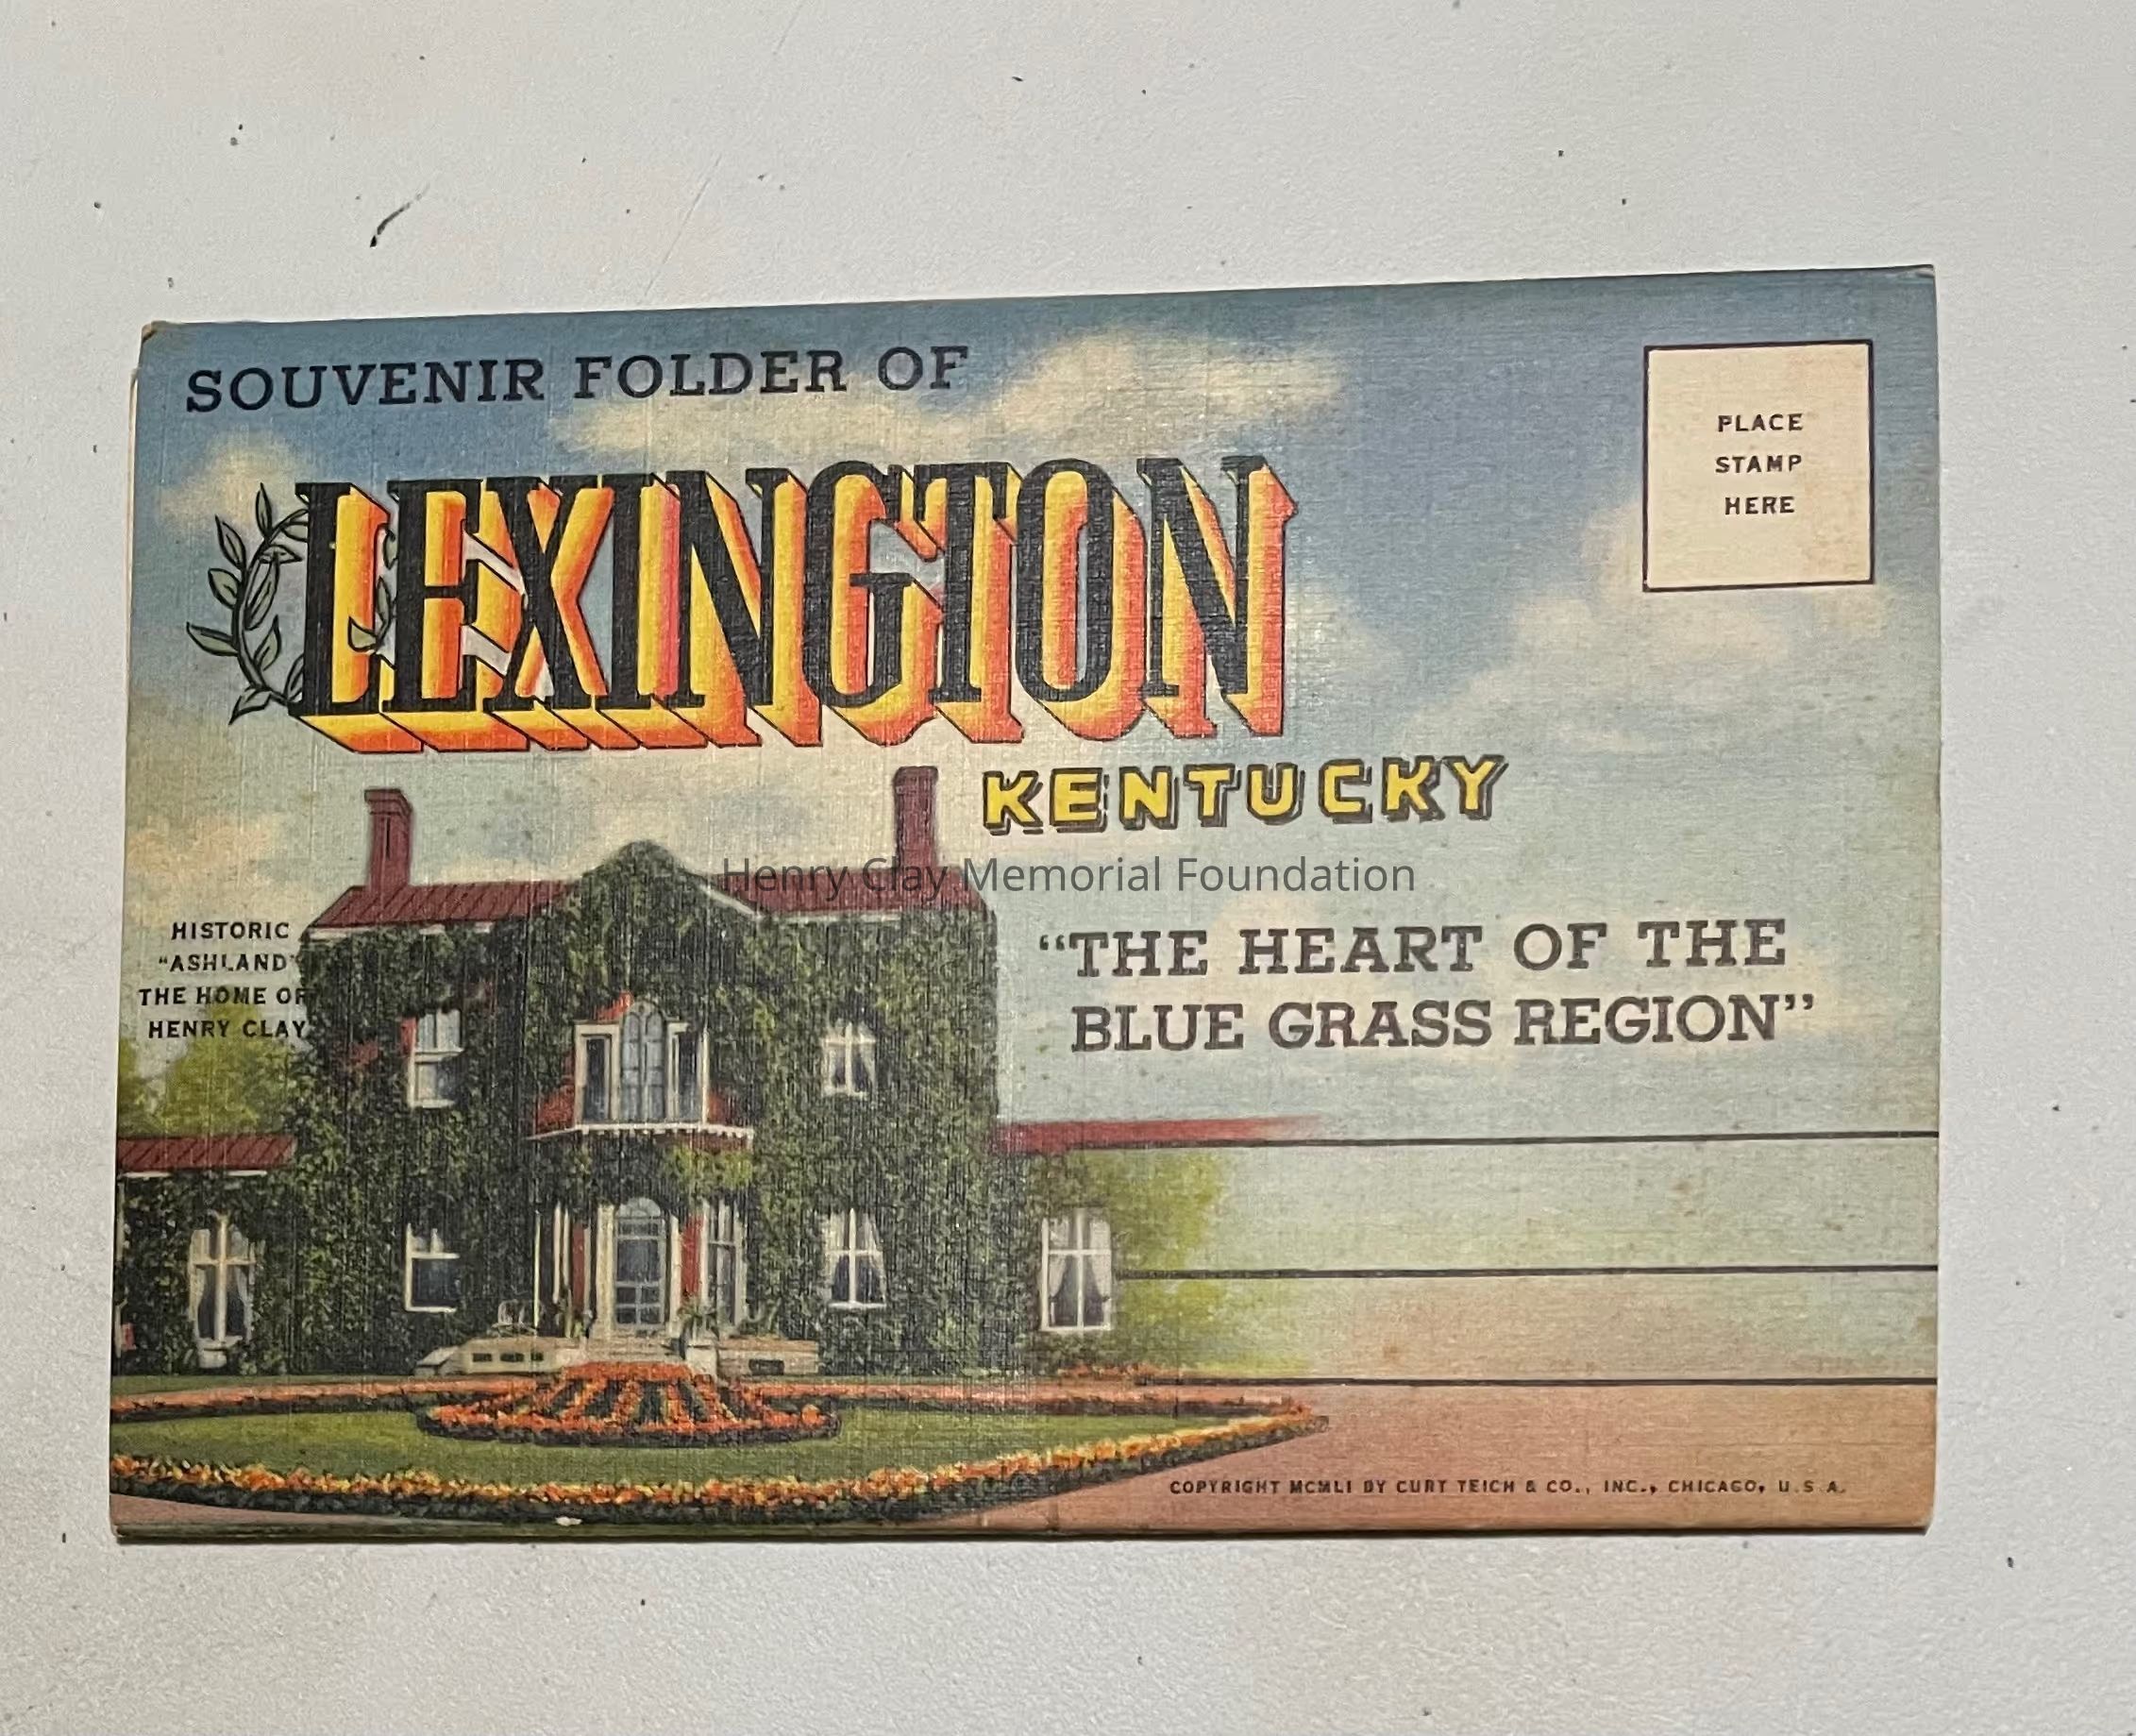 SOUVENIR FOLDER OF
PLACE
STAMP
HERE
LEXINGTON
KENTUCKY
Henry Clay Memorial Foundation
HISTORIC
"ASHLAND"
THE HOME OF
HENRY CLAY
"THE HEART OF THE
BLUE GRASS REGION"
COPYRIGHT MCMLI BY CURT TEICH & CO., INC., CHICAGO, U.S.A.